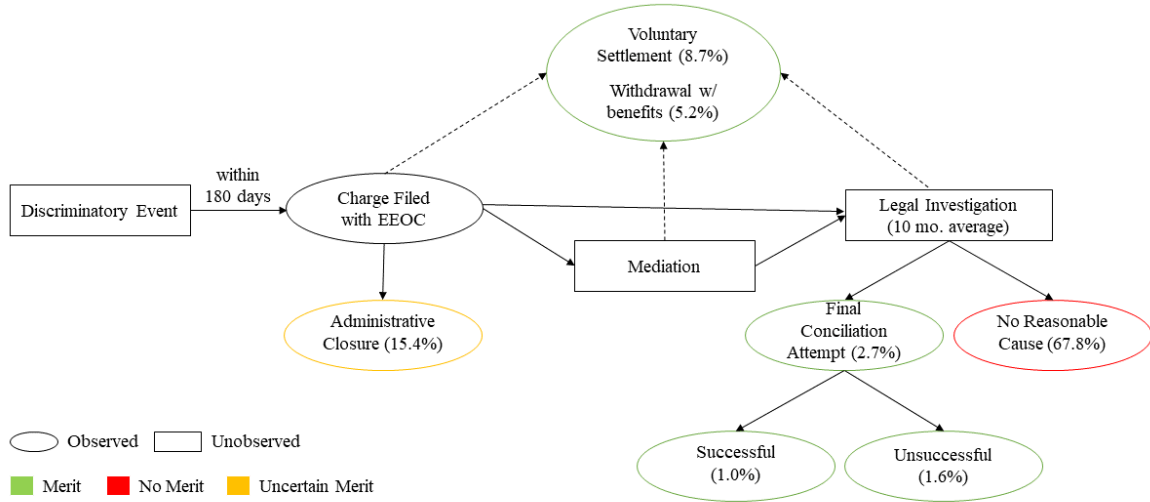 Voluntary
Settlement (8.7%)
Withdrawal w/
benefits (5.2%)
within
180 days
Discriminatory Event
Charge Filed
with EEOC
Legal Investigation
(10 mo. average)
Mediation
Administrative
Closure (15.4%)
Final
Conciliation
Attempt (2.7%)
No Reasonable
Cause (67.8%)
Observed
Unobserved
Successful
(1.0%)
Unsuccessful
(1.6%)
Merit
No Merit
Uncertain Merit